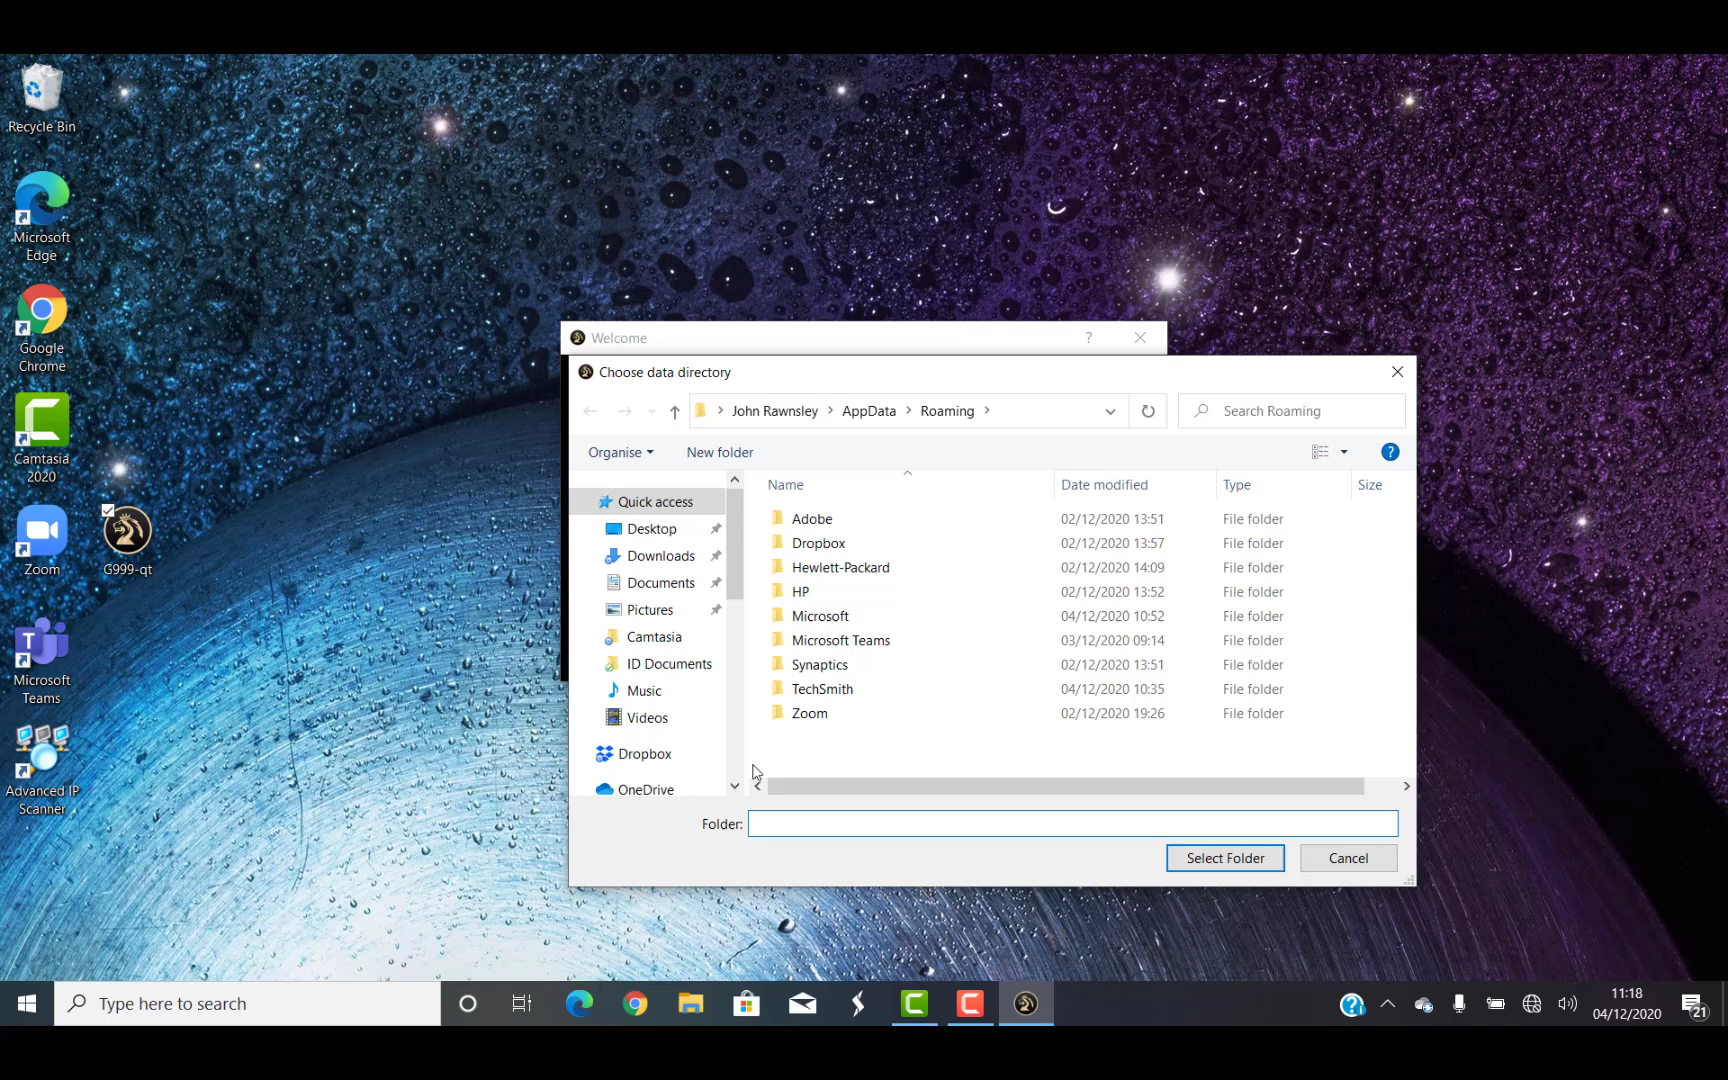 Recycle Bin
Microsoft
Edge
Google
Chrome
Camtasia
2020
Zoom
G999-qt
Microsoft
Teams
Advanced IP
Scanner
Welcome
?
Choose data directory
John Rawnsley
AppData
Roaming
Search Roaming
Organise
New folder
?
Quick access
Desktop
Downloads
Documents
Pictures
Camtasia
ID Documents
Music
Videos
Dropbox
OneDrive
Name Date modified Type Size
Adobe 02/12/2020 13:51 File folder
Dropbox 02/12/2020 13:57 File folder
Hewlett-Packard 02/12/2020 14:09 File folder
HP 02/12/2020 13:52 File folder
Microsoft 04/12/2020 10:52 File folder
Microsoft Teams 03/12/2020 09:14 File folder
Synaptics 02/12/2020 13:51 File folder
TechSmith 04/12/2020 10:35 File folder
Zoom 02/12/2020 19:26 File folder
Folder:
Select Folder
Cancel
Type here to search
11:18
04/12/2020
21